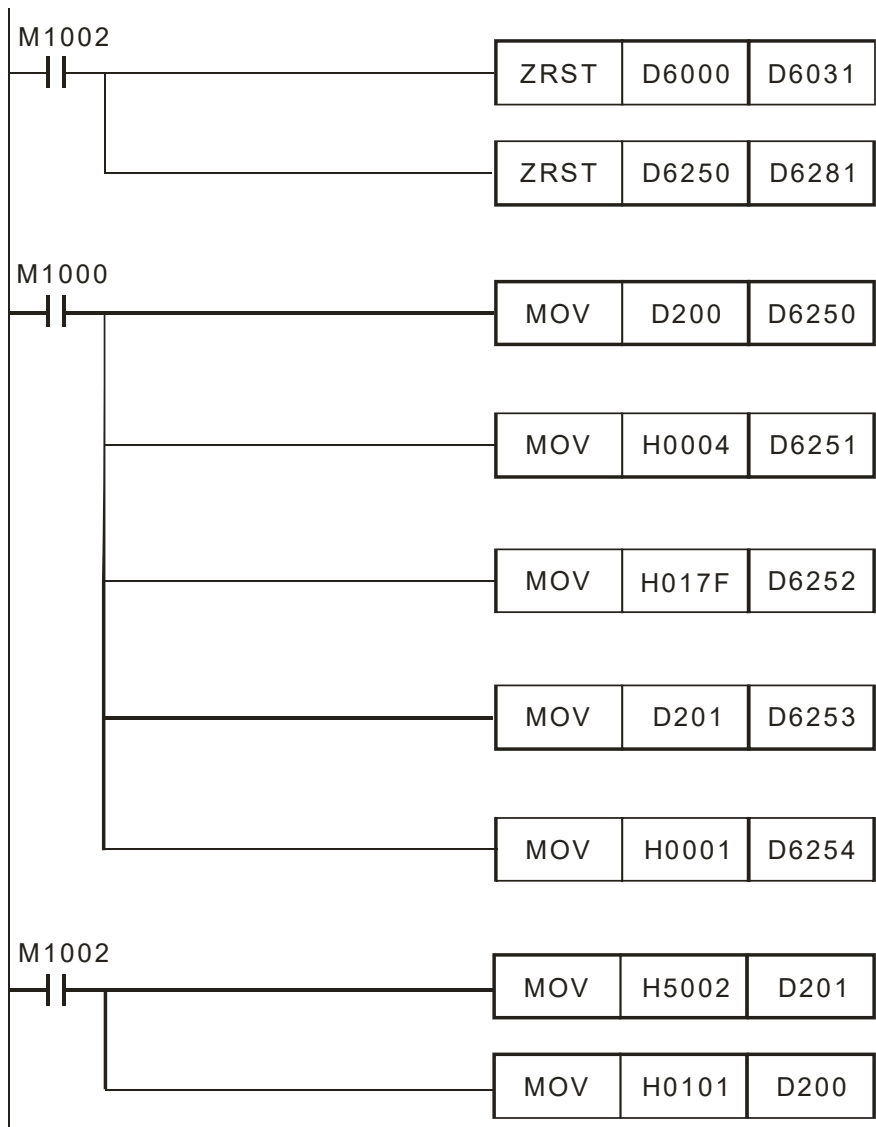 M1002
ZRST D6000 D6031
ZRST D6250 D6281
M1000
MOV D200 D6250
MOV H0004 D6251
MOV H017F D6252
MOV D201 D6253
MOV H0001 D6254
M1002
MOV H5002 D201
MOV H0101 D200